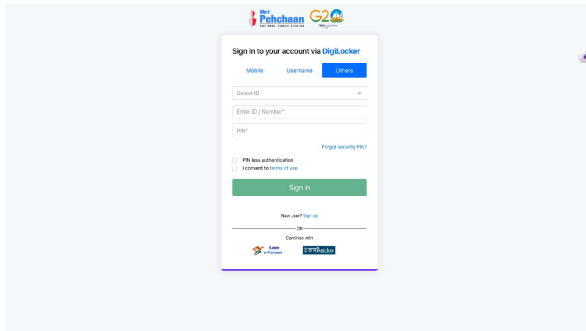 Meri
Pehchaan G20
Sign In to your account via DigiLocker
Mobile Username Others
Select ID
Enter ID / Number*
PIN*
Forgot security PIN?
PIN less authentication
I consent to terms of use.
Sign In
New user? Sign up
OR
Continue with
e-Pramaan